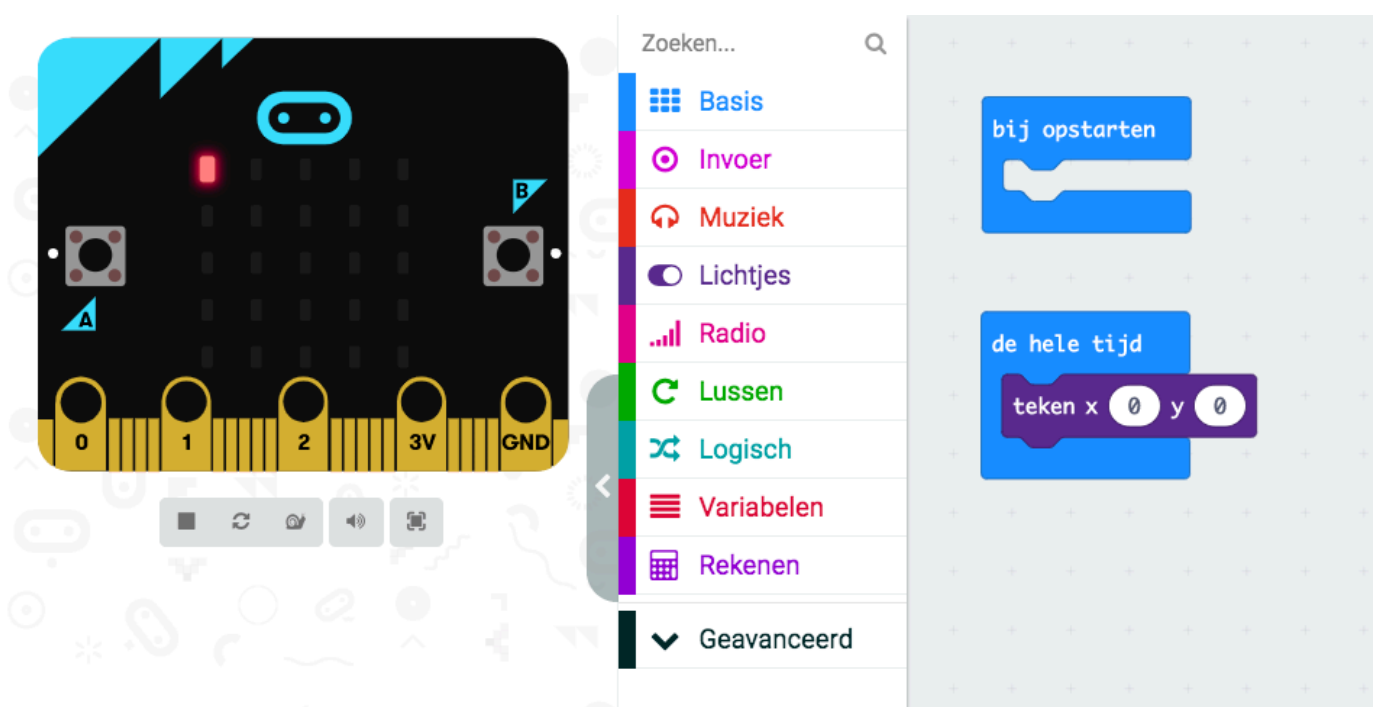 B
A
0
1
2
3V
GND
Zoeken...
Basis
Invoer
Muziek
Lichtjes
Radio
Lussen
Logisch
Variabelen
Rekenen
Geavanceerd
bij opstarten
de hele tijd
teken x 0 y 0